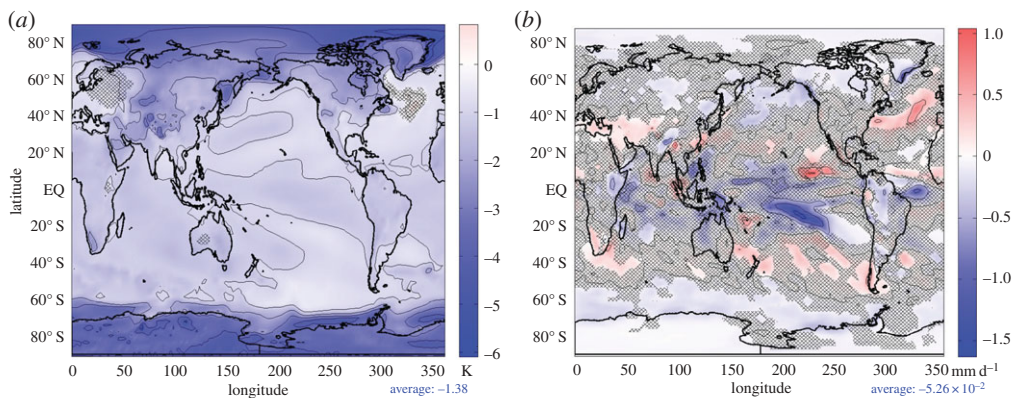 (a)
80° N
60° N
40° N
20° N
EQ
20° S
40° S
60° S
80° S
latitude
0 50 100 150 200 250 300 350
longitude
0
–1
–2
–3
–4
–5
–6
K
average: –1.38
(b)
80° N
60° N
40° N
20° N
EQ
20° S
40° S
60° S
80° S
0 50 100 150 200 250 300 350
longitude
1.0
0.5
0
–0.5
–1.0
–1.5
mm d⁻¹
average: –5.26 × 10⁻²